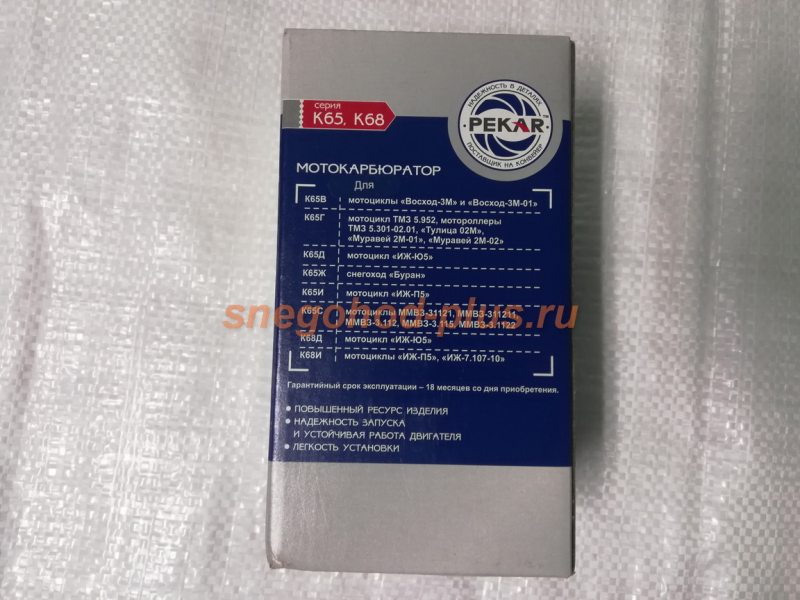 серия
К65, К68
НАДЕЖНОСТЬ В ДЕТАЛЯХ
PEKAR
ПОСТАВЩИК НА КОНВЕЙЕР
МОТОКАРБЮРАТОР
Для
К65В мотоциклы «Восход-3М» и «Восход-3М-01»
К65Г мотоцикл ТМЗ 5.952, мотороллеры
ТМЗ 5.301-02.01, «Тулица 02М»,
«Муравей 2М-01», «Муравей 2М-02»
К65Д мотоцикл «ИЖ-Ю5»
К65Ж снегоход «Буран»
К65И мотоцикл «ИЖ-П5»
snegohod-plus.ru
К65С мотоциклы ММВЗ-31121, ММВЗ-311211,
ММВЗ-3.112, ММВЗ-3.115, ММВЗ-3.1122
К68Д мотоцикл «ИЖ-Ю5»
К68И мотоциклы «ИЖ-П5», «ИЖ-7.107-10»
Гарантийный срок эксплуатации – 18 месяцев со дня приобретения.
• ПОВЫШЕННЫЙ РЕСУРС ИЗДЕЛИЯ
• НАДЕЖНОСТЬ ЗАПУСКА
И УСТОЙЧИВАЯ РАБОТА ДВИГАТЕЛЯ
• ЛЕГКОСТЬ УСТАНОВКИ